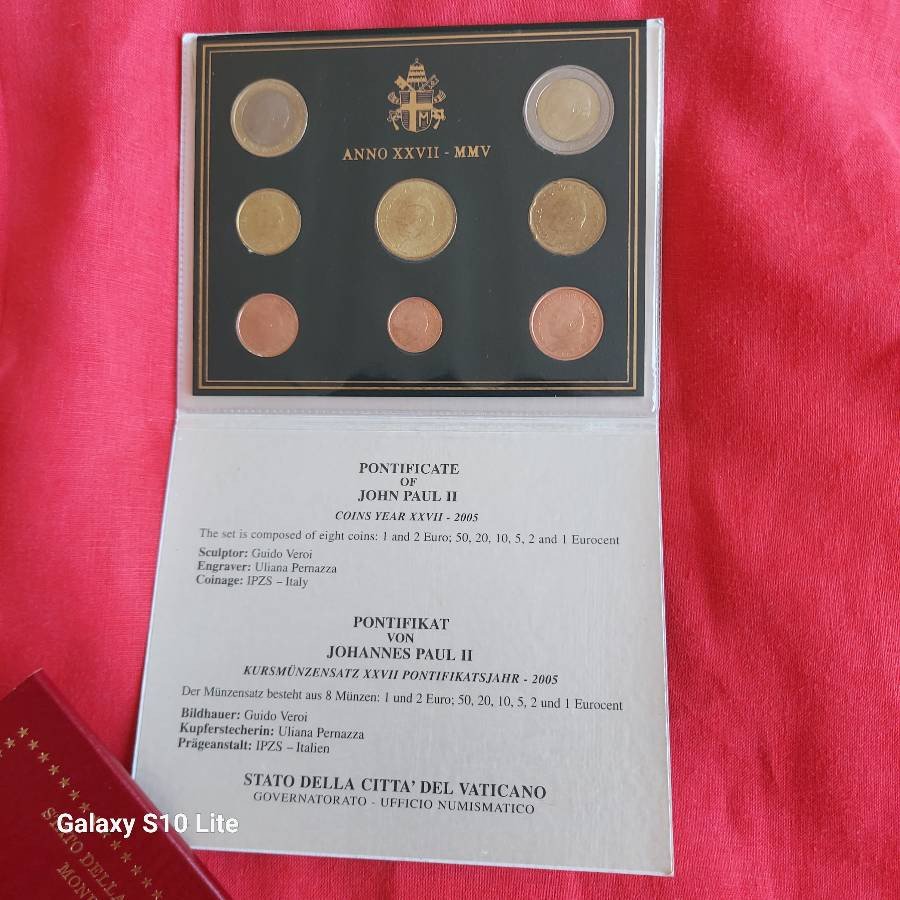 ANNO XXVII - MMV
PONTIFICATE
OF
JOHN PAUL II
COINS YEAR XXVII - 2005
The set is composed of eight coins: 1 and 2 Euro; 50, 20, 10, 5, 2 and 1 Eurocent
Sculptor: Guido Veroi
Engraver: Uliana Pernazza
Coinage: IPZS – Italy
PONTIFIKAT
VON
JOHANNES PAUL II
KURSMÜNZENSATZ XXVII PONTIFIKATSJAHR - 2005
Der Münzensatz besteht aus 8 Münzen: 1 und 2 Euro; 50, 20, 10, 5, 2 und 1 Eurocent
Bildhauer: Guido Veroi
Kupferstecherin: Uliana Pernazza
Prägeanstalt: IPZS – Italien
STATO DELLA CITTA' DEL VATICANO
GOVERNATORATO - UFFICIO NUMISMATICO
STATO DELLA
MON
Galaxy S10 Lite